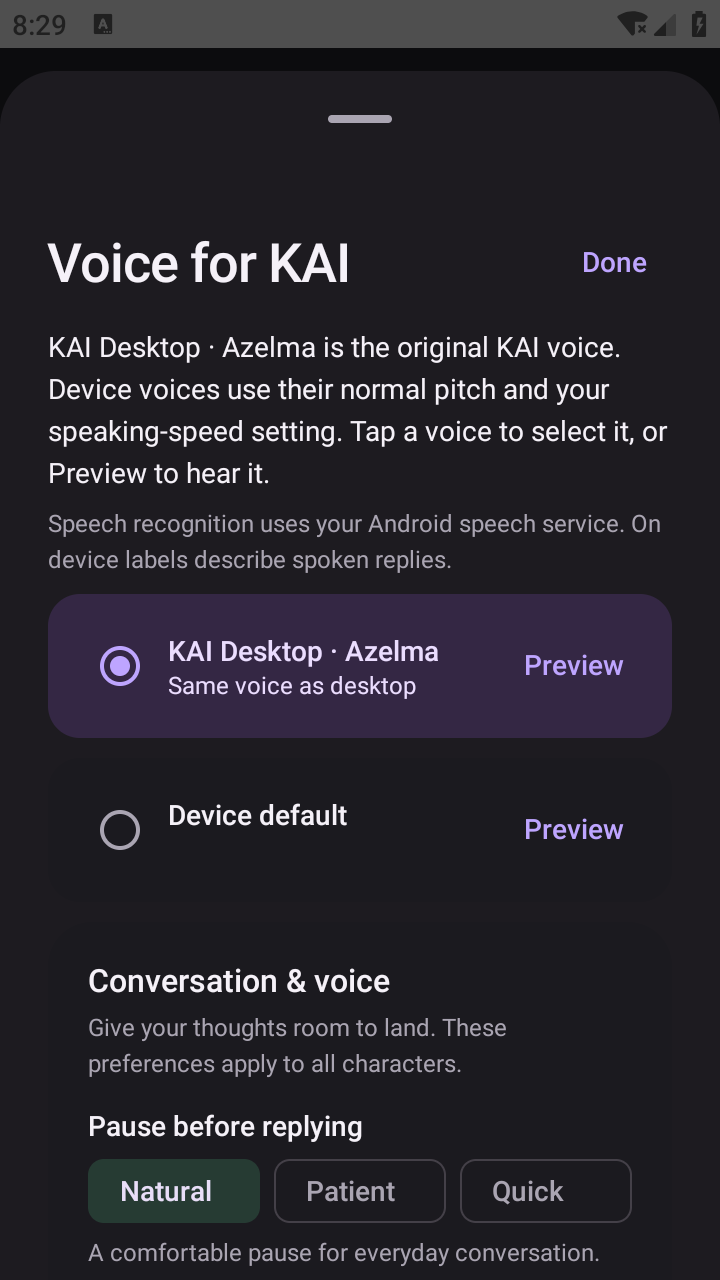 8:29
A
Voice for KAI
Done
KAI Desktop · Azelma is the original KAI voice.
Device voices use their normal pitch and your
speaking-speed setting. Tap a voice to select it, or
Preview to hear it.
Speech recognition uses your Android speech service. On
device labels describe spoken replies.
KAI Desktop · Azelma
Same voice as desktop
Preview
Device default
Preview
Conversation & voice
Give your thoughts room to land. These
preferences apply to all characters.
Pause before replying
Natural
Patient
Quick
A comfortable pause for everyday conversation.